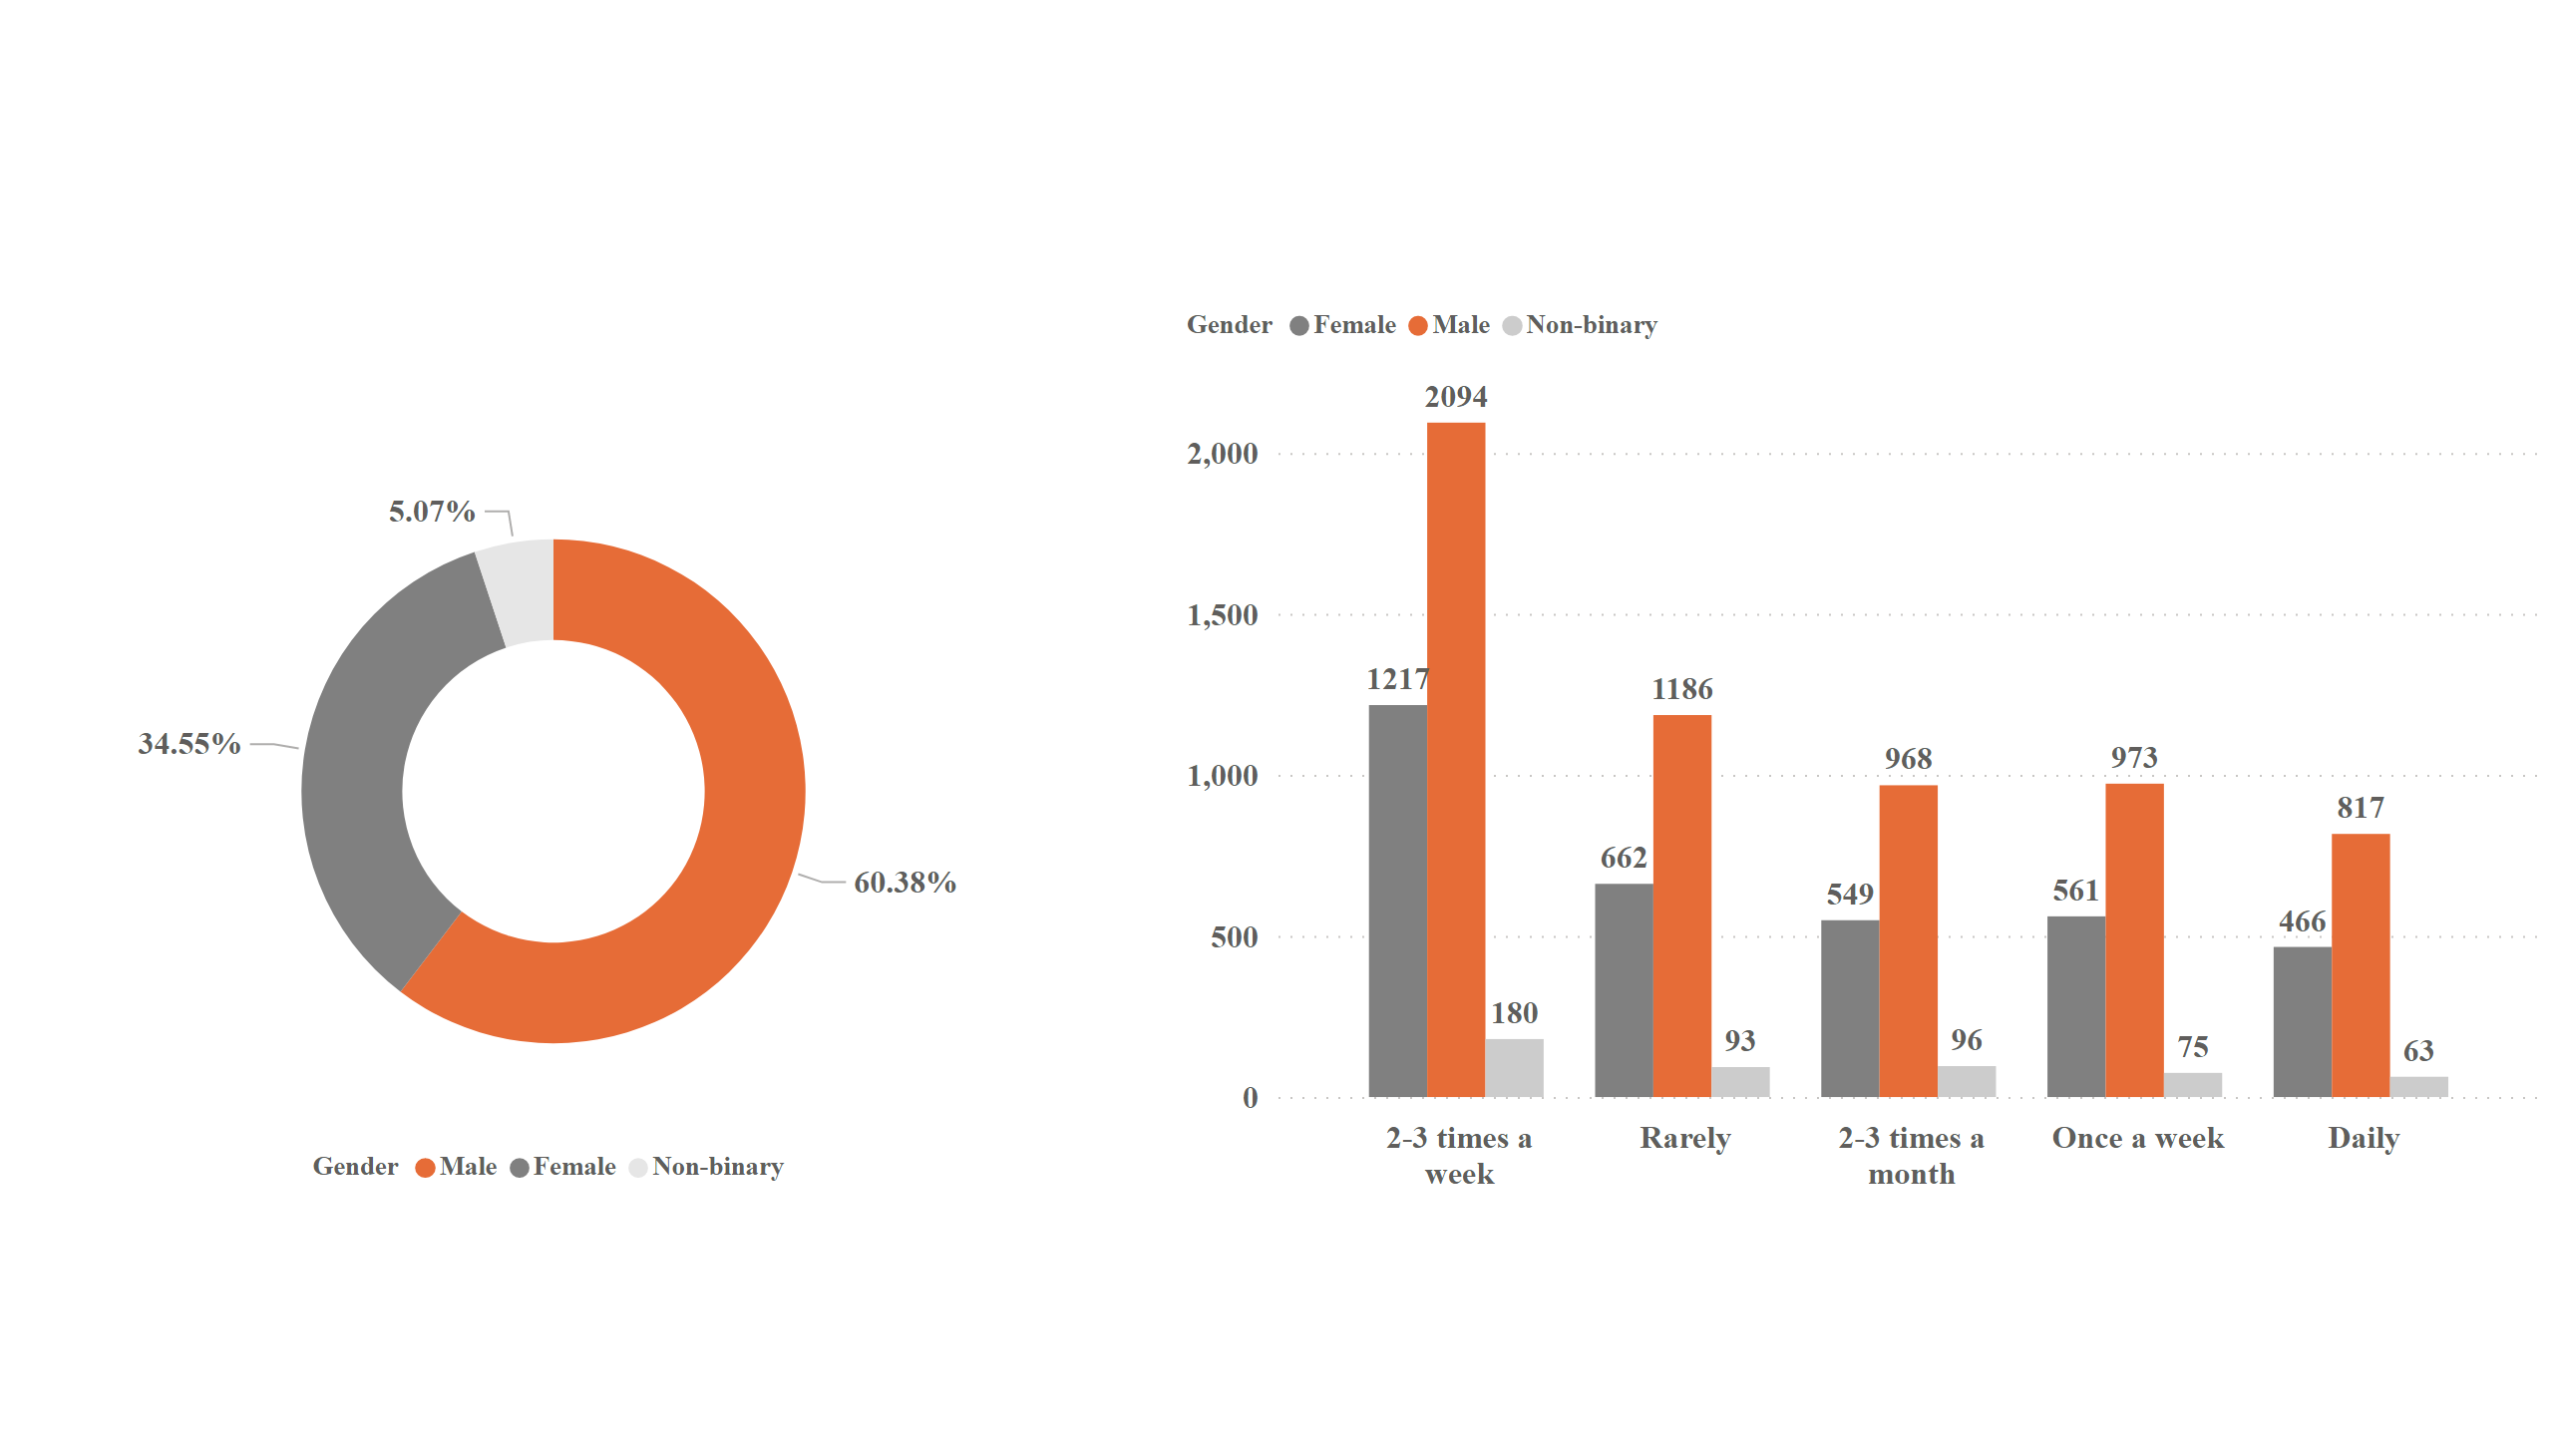 5.07%
34.55%
60.38%
Gender Male Female Non-binary
Gender Female Male Non-binary
2,000
1,500
1,000
500
0
1217
2094
180
662
1186
93
549
968
96
561
973
75
466
817
63
2-3 times a
week
Rarely
2-3 times a
month
Once a week
Daily